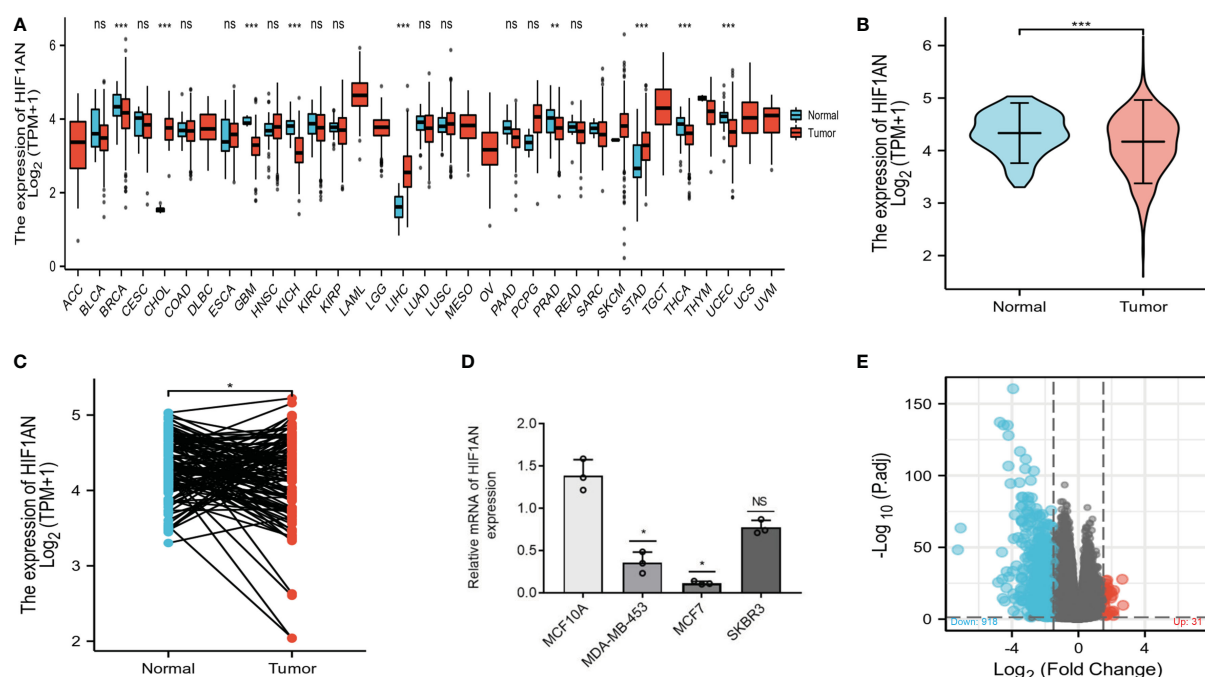 A
The expression of HIF1AN
Log2 (TPM+1)
6
4
2
0
ns *** ns *** ns ns *** ns *** ns ns *** ns ns ns ns ** ns *** *** ***
Normal
Tumor
ACC BLCA BRCA CESC CHOL COAD DLBC ESCA GBM HNSC KICH KIRC KIRP LAML LGG LIHC LUAD LUSC MESO OV PAAD PCPG PRAD READ SARC SKCM STAD TGCT THCA THYM UCEC UCS UVM
B
The expression of HIF1AN
Log2 (TPM+1)
6
5
4
3
2
***
Normal Tumor
C
The expression of HIF1AN
Log2 (TPM+1)
5
4
3
2
*
Normal Tumor
D
Relative mRNA of HIF1AN
expression
2.0
1.5
1.0
0.5
0.0
* * NS
MCF10A MDA-MB-453 MCF7 SKBR3
E
-Log 10 (P.adj)
150
100
50
0
Down: 918 Up: 31
-4 0 4
Log2 (Fold Change)